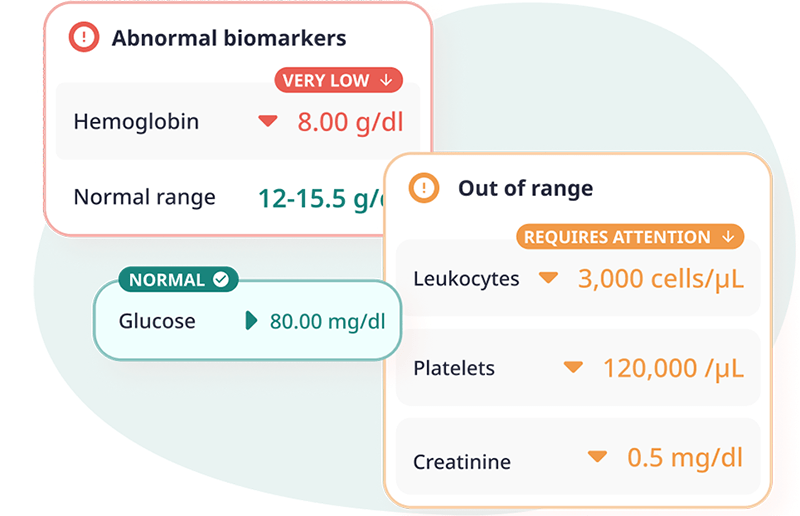 Abnormal biomarkers
VERY LOW ↓
Hemoglobin 8.00 g/dl
Normal range 12-15.5 g/
Out of range
REQUIRES ATTENTION ↓
Leukocytes 3,000 cells/μL
Platelets 120,000 /μL
Creatinine 0.5 mg/dl
NORMAL
Glucose 80.00 mg/dl